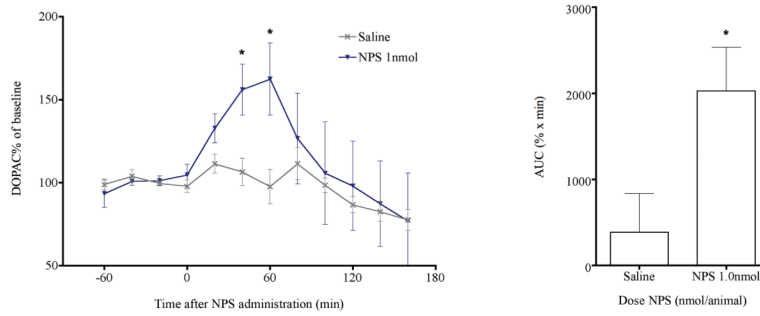 200
150
100
50
DOPAC% of baseline
*
*
Saline
NPS 1nmol
-60 0 60 120 180
Time after NPS administration (min)
3000
2000
1000
0
AUC (% x min)
*
Saline NPS 1.0nmol
Dose NPS (nmol/animal)